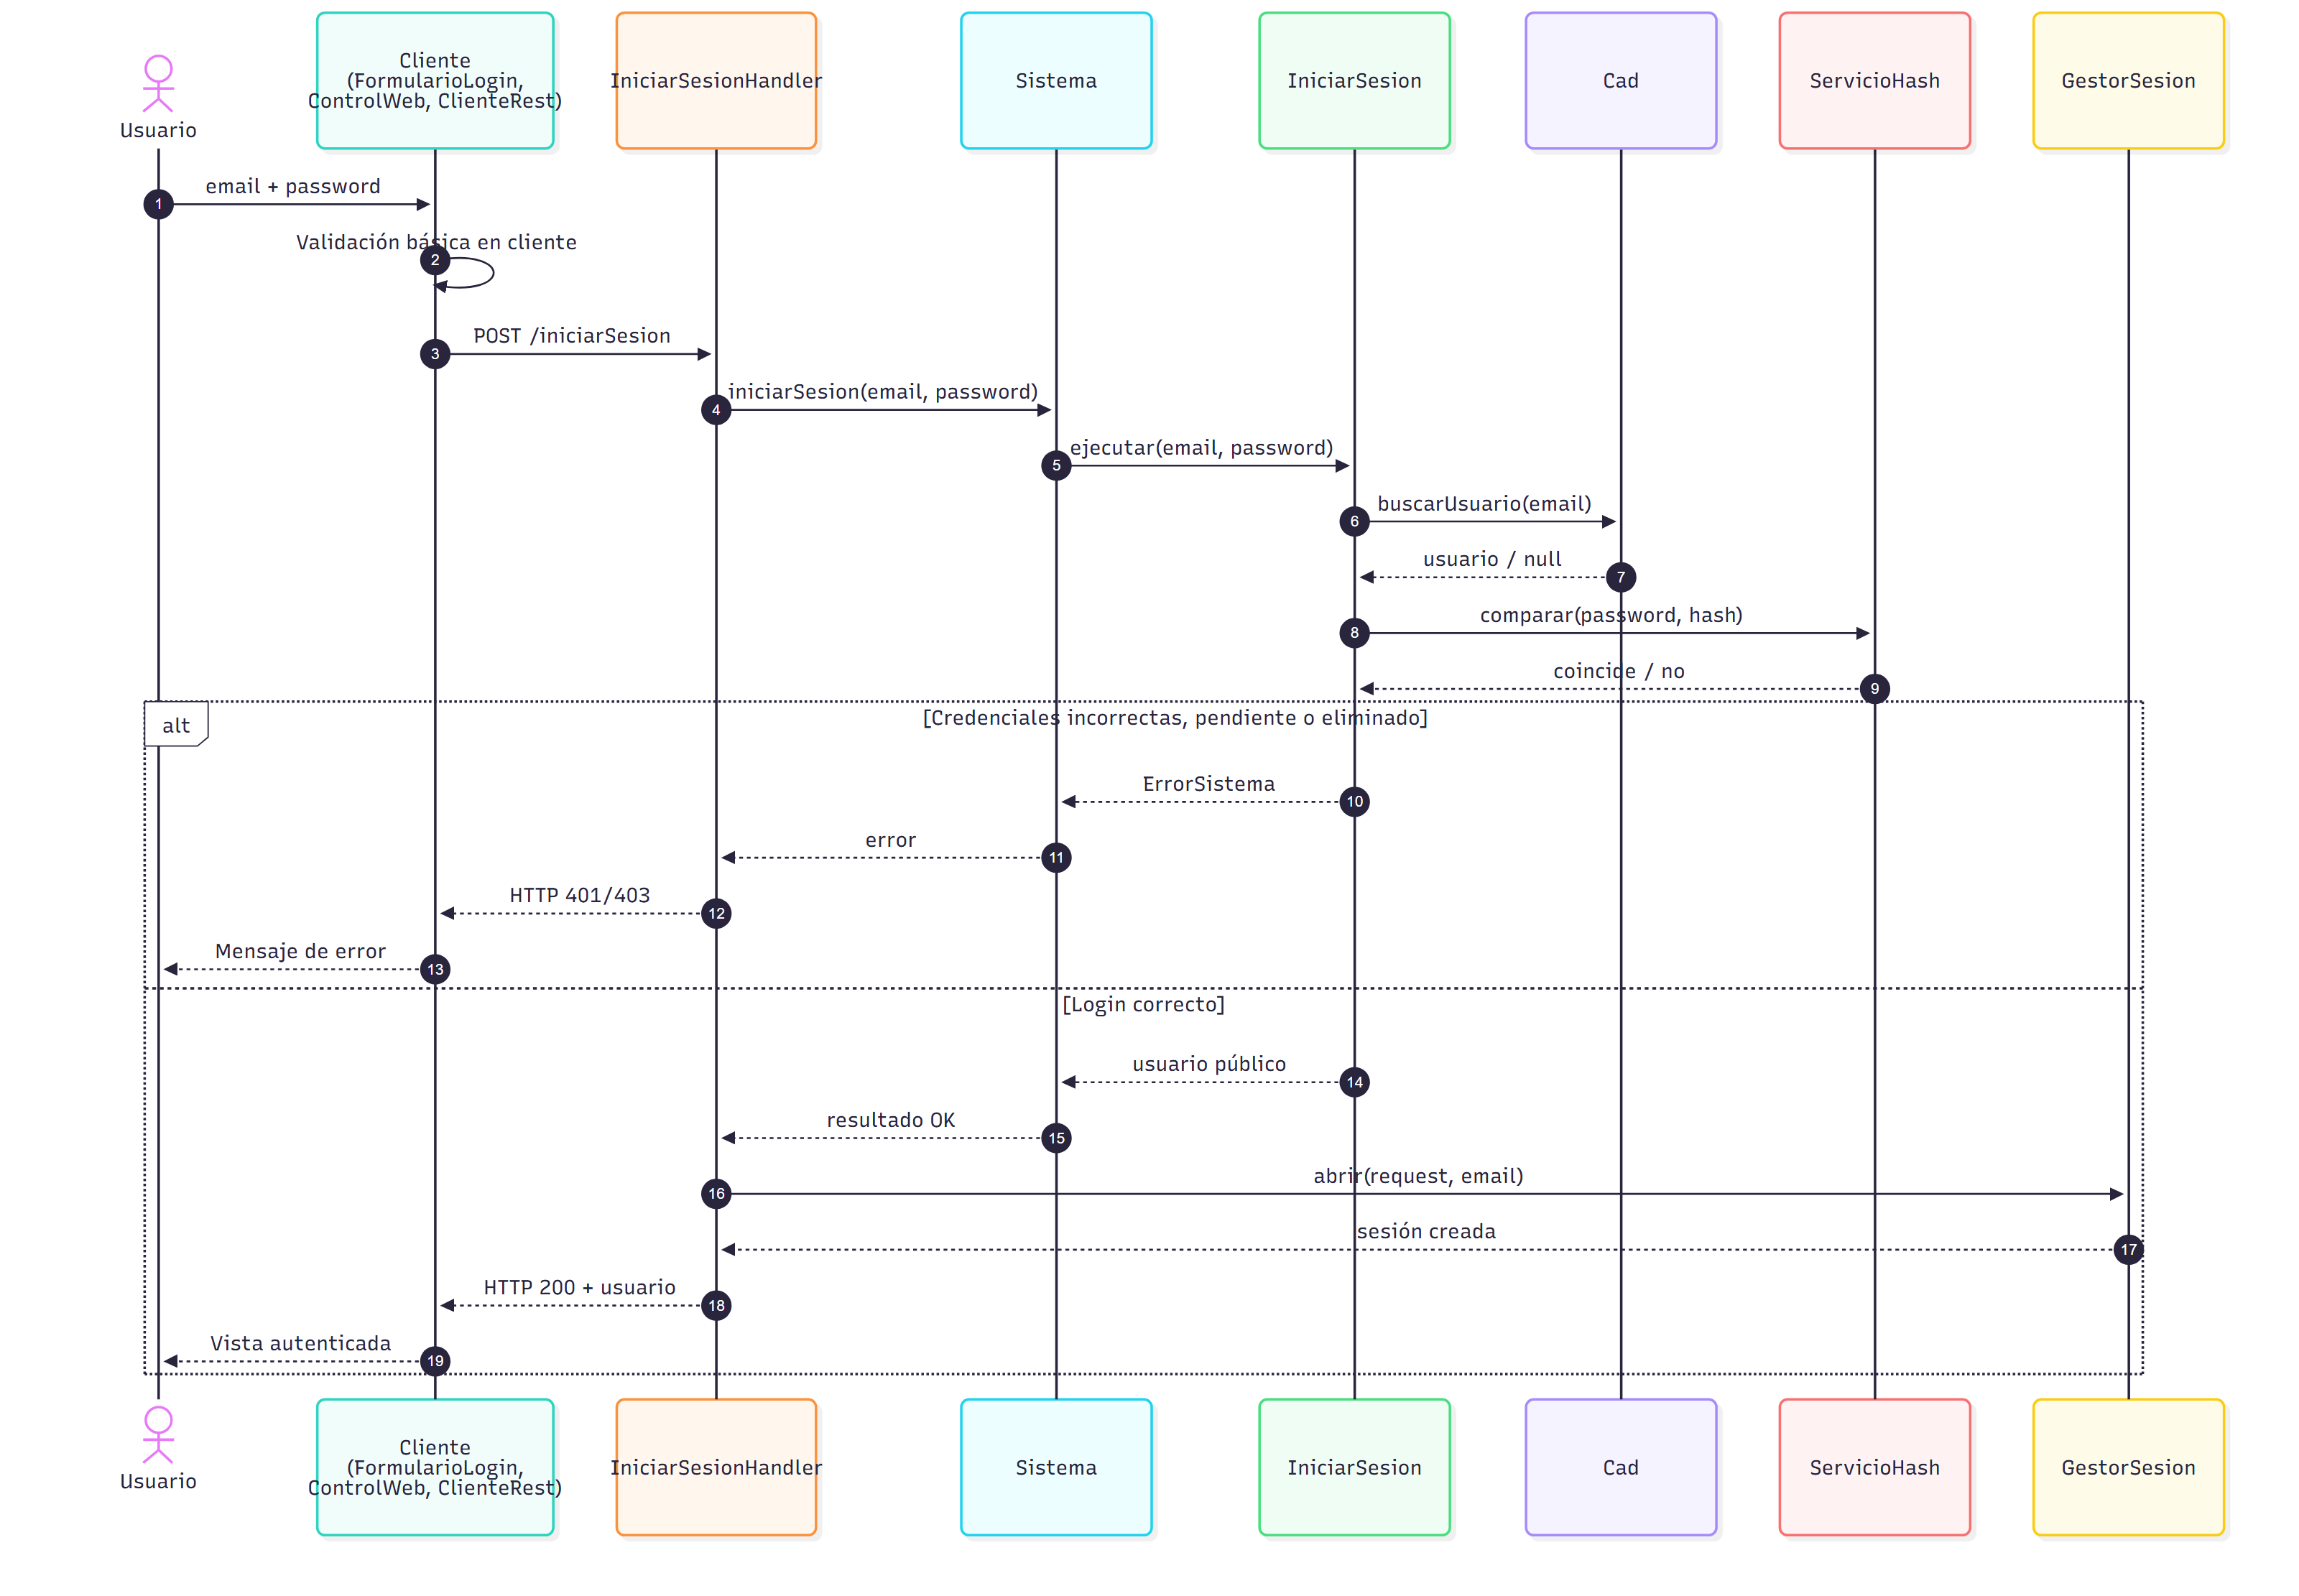 Usuario
Cliente
(FormularioLogin,
ControlWeb, ClienteRest)
IniciarSesionHandler
Sistema
IniciarSesion
Cad
ServicioHash
GestorSesion
email + password
1
Validación básica en cliente
2
POST /iniciarSesion
3
iniciarSesion(email, password)
4
ejecutar(email, password)
5
buscarUsuario(email)
6
usuario / null
7
comparar(password, hash)
8
coincide / no
9
alt
[Credenciales incorrectas, pendiente o eliminado]
ErrorSistema
10
error
11
HTTP 401/403
12
Mensaje de error
13
[Login correcto]
usuario público
14
resultado OK
15
abrir(request, email)
16
sesión creada
17
HTTP 200 + usuario
18
Vista autenticada
19
Usuario
Cliente
(FormularioLogin,
ControlWeb, ClienteRest)
IniciarSesionHandler
Sistema
IniciarSesion
Cad
ServicioHash
GestorSesion